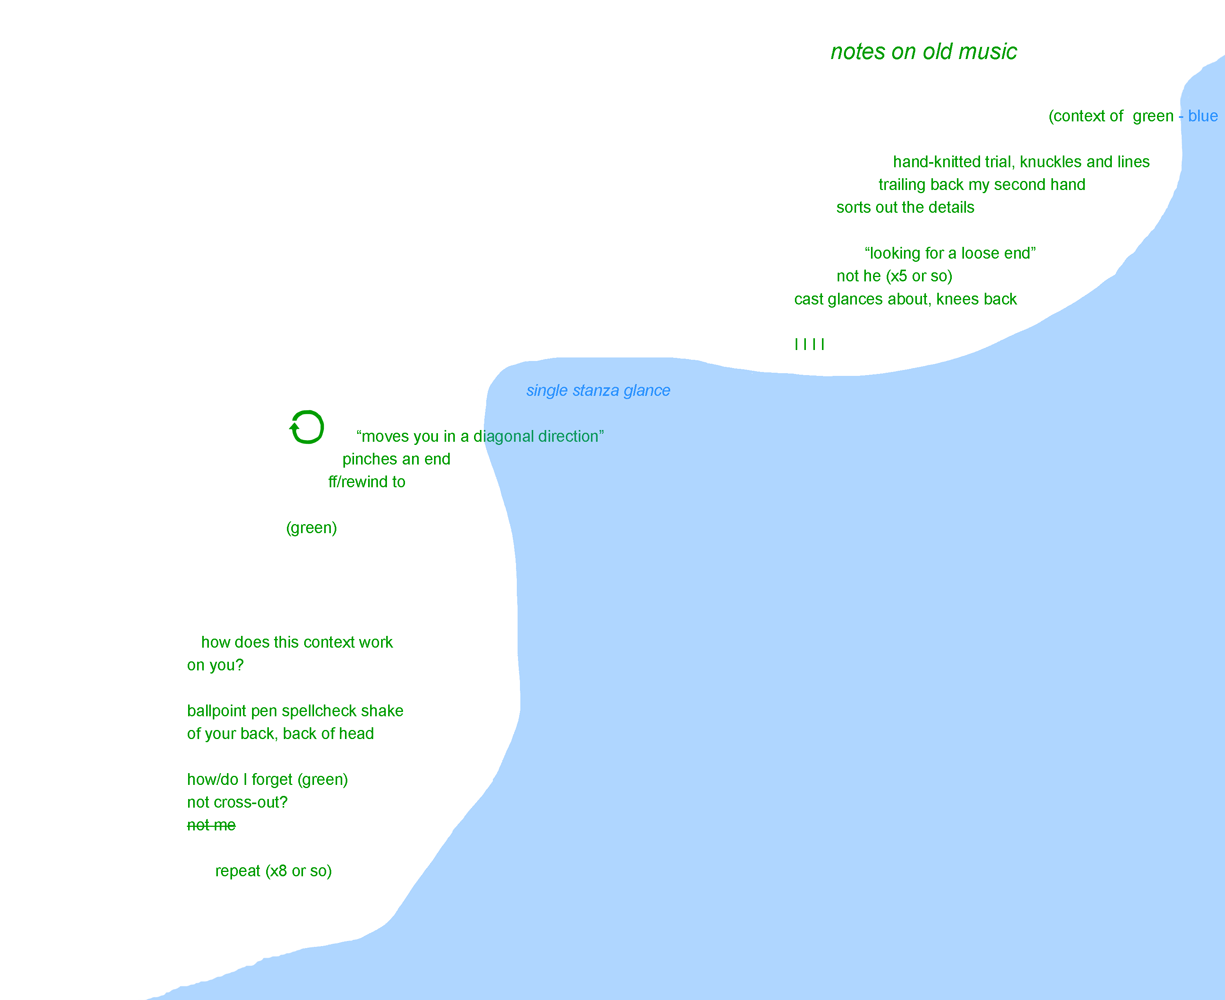 notes on old music
(context of  green - blue
hand-knitted trial, knuckles and lines
trailing back my second hand
sorts out the details
“looking for a loose end”
not he (x5 or so)
cast glances about, knees back
l l l l
single stanza glance
“moves you in a diagonal direction”
pinches an end
ff/rewind to
(green)
how does this context work
on you?
ballpoint pen spellcheck shake
of your back, back of head
how/do I forget (green)
not cross-out?
not me
repeat (x8 or so)